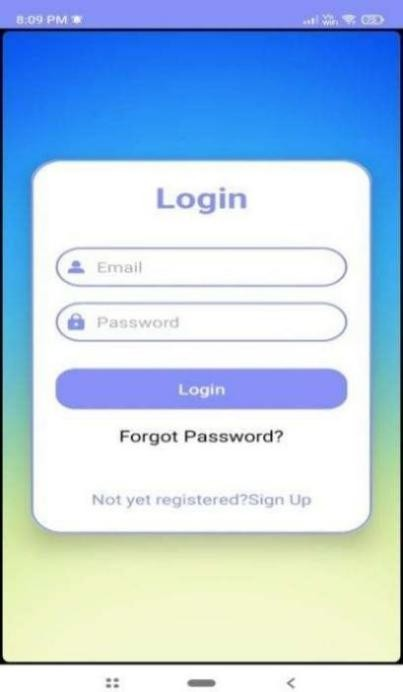 8:09 PM
Login
Email
Password
Login
Forgot Password?
Not yet registered?Sign Up